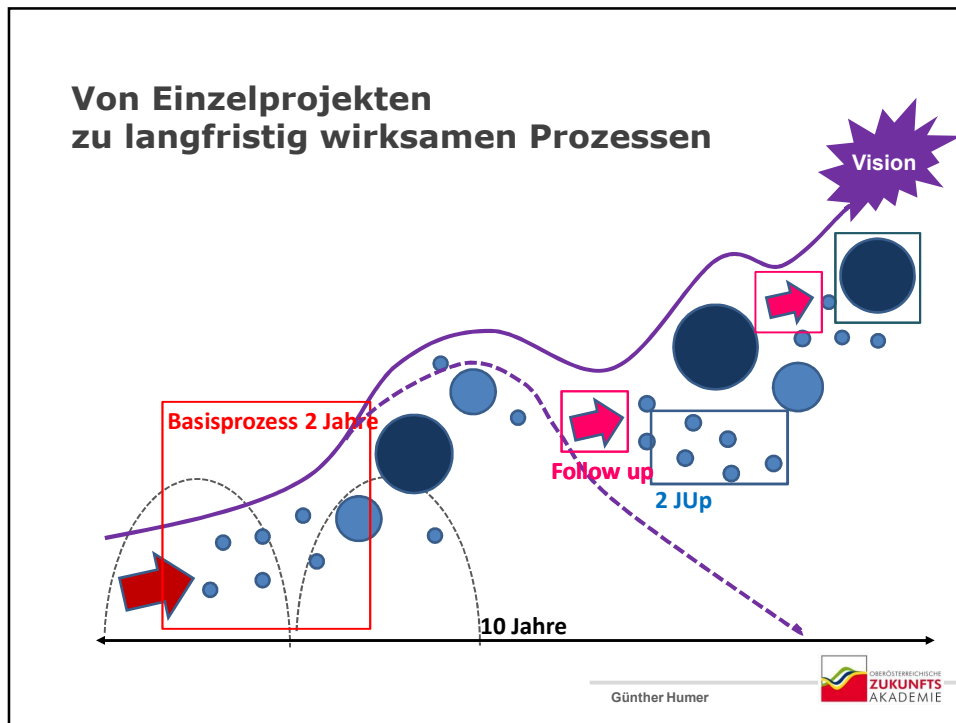 Von Einzelprojekten
zu langfristig wirksamen Prozessen
Vision
Basisprozess 2 Jahre
Follow up
2 JUp
10 Jahre
Günther Humer
OBERÖSTERREICHISCHE
ZUKUNFTS
AKADEMIE